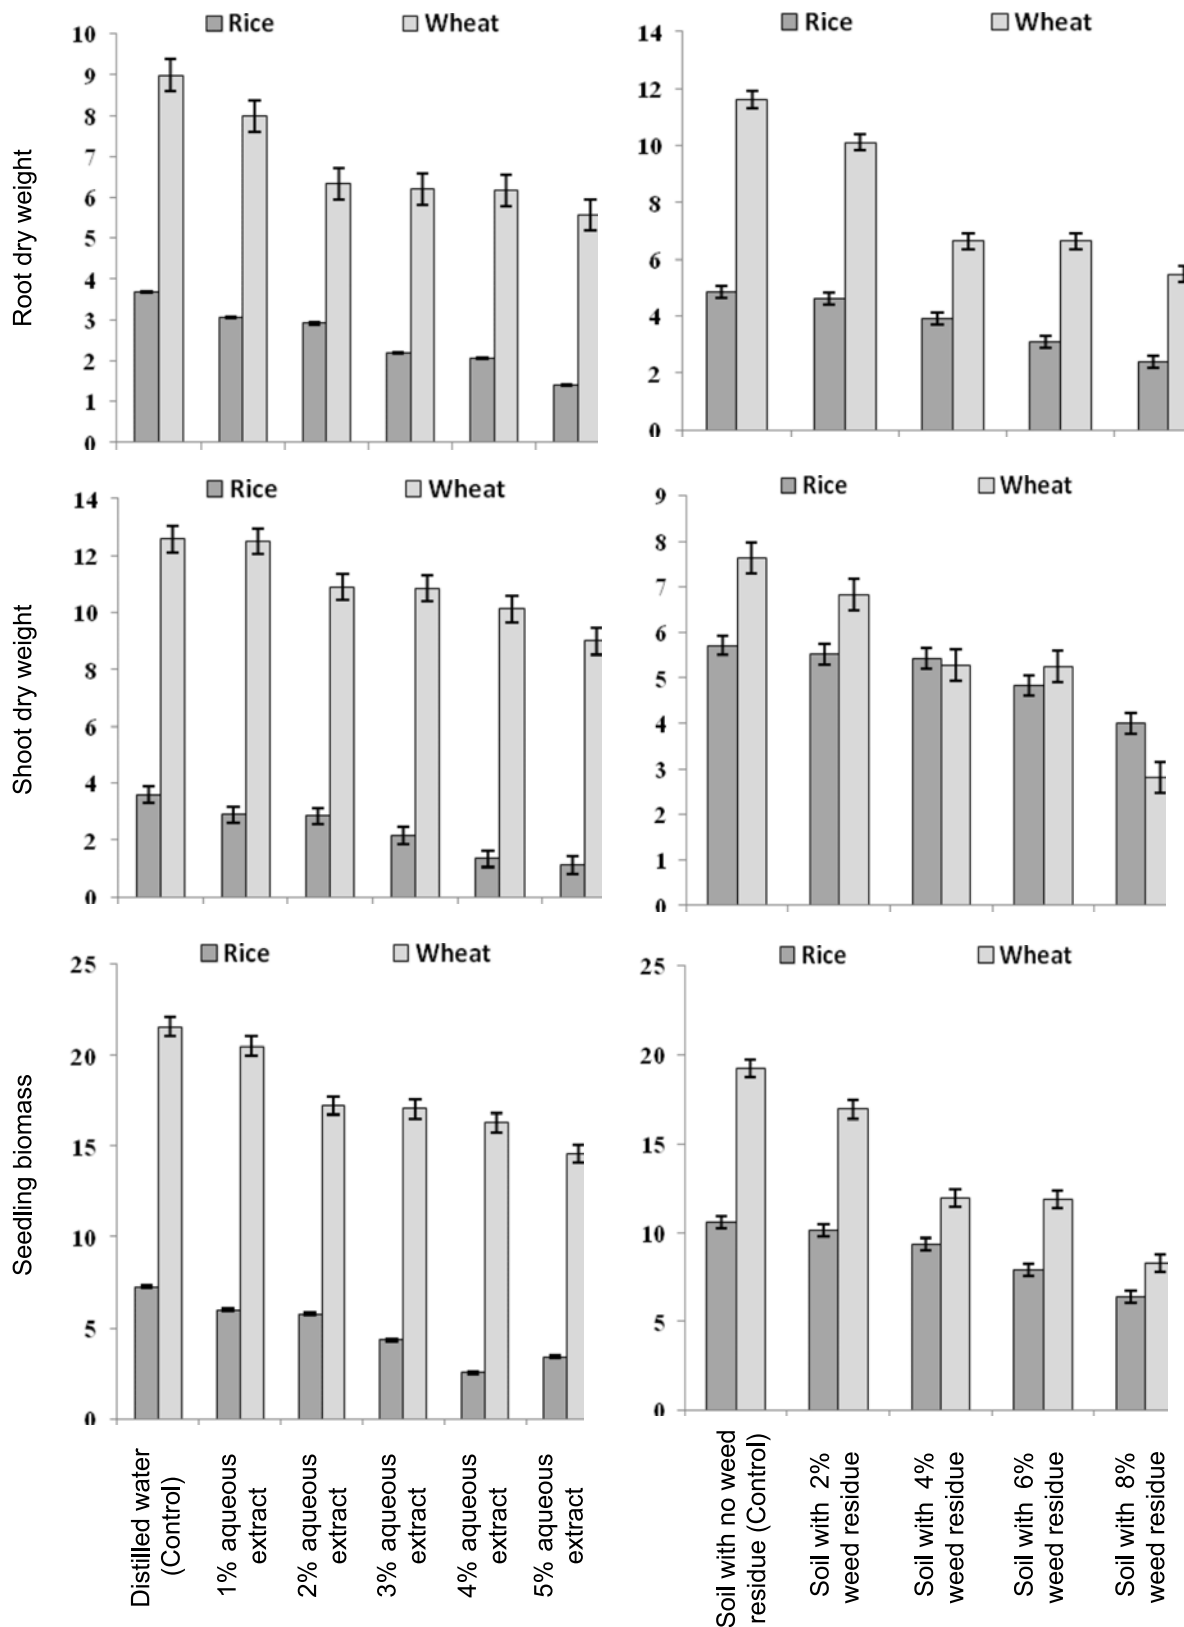 Rice Wheat
10
9
8
7
6
5
4
3
2
1
0
Root dry weight
Rice Wheat
14
12
10
8
6
4
2
0
Rice Wheat
14
12
10
8
6
4
2
0
Shoot dry weight
Rice Wheat
9
8
7
6
5
4
3
2
1
0
Rice Wheat
25
20
15
10
5
0
Seedling biomass
Rice Wheat
25
20
15
10
5
0
Distilled water
(Control)
1% aqueous
extract
2% aqueous
extract
3% aqueous
extract
4% aqueous
extract
5% aqueous
extract
Soil with no weed
residue (Control)
Soil with 2%
weed residue
Soil with 4%
weed residue
Soil with 6%
weed residue
Soil with 8%
weed residue